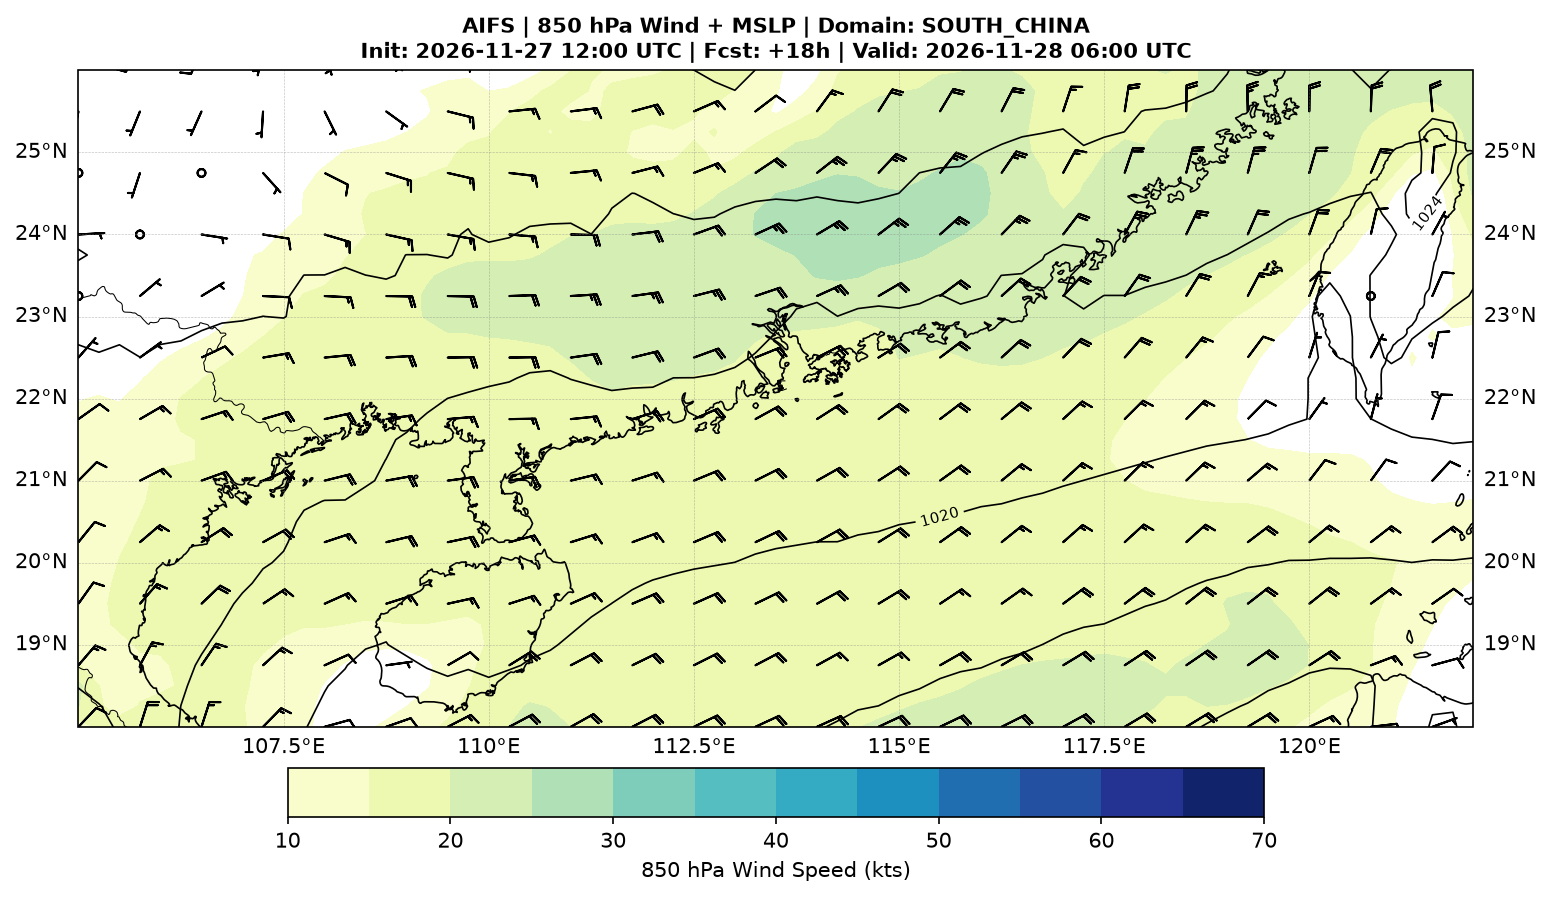 AIFS | 850 hPa Wind + MSLP | Domain: SOUTH_CHINA
Init: 2026-11-27 12:00 UTC | Fcst: +18h | Valid: 2026-11-28 06:00 UTC
25°N 25°N
1024
24°N 24°N
23°N 23°N
22°N 22°N
21°N 21°N
1020
20°N 20°N
19°N 19°N
107.5°E 110°E 112.5°E 115°E 117.5°E 120°E
10 20 30 40 50 60 70
850 hPa Wind Speed (kts)